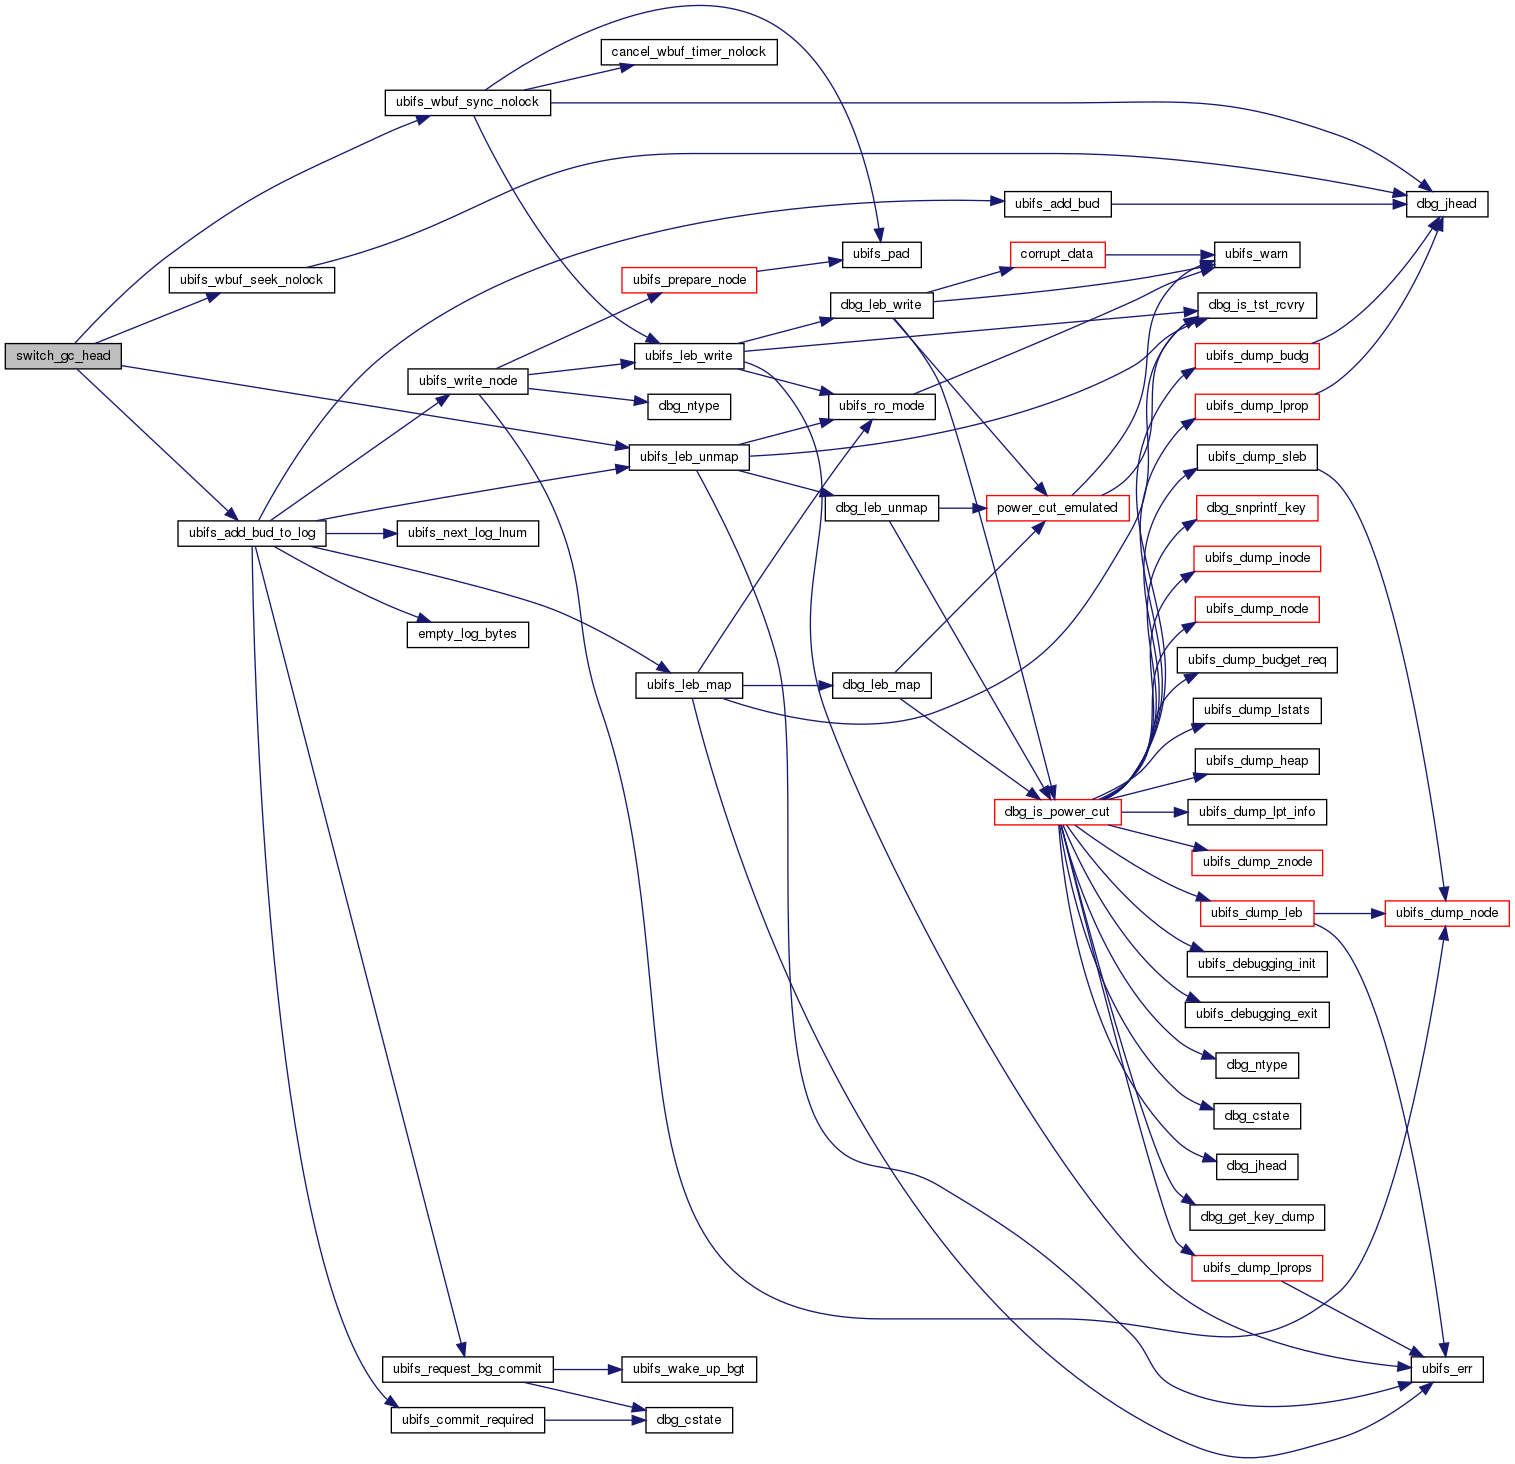 cancel_wbuf_timer_nolock
ubifs_wbuf_sync_nolock
ubifs_add_bud
dbg_jhead
ubifs_pad
corrupt_data
ubifs_warn
ubifs_wbuf_seek_nolock
ubifs_prepare_node
dbg_leb_write
dbg_is_tst_rcvry
switch_gc_head
ubifs_leb_write
ubifs_dump_budg
ubifs_write_node
dbg_ntype
ubifs_ro_mode
ubifs_dump_lprop
ubifs_leb_unmap
ubifs_dump_sleb
dbg_leb_unmap
power_cut_emulated
dbg_snprintf_key
ubifs_add_bud_to_log
ubifs_next_log_lnum
ubifs_dump_inode
ubifs_dump_node
empty_log_bytes
ubifs_dump_budget_req
ubifs_leb_map
dbg_leb_map
ubifs_dump_lstats
ubifs_dump_heap
dbg_is_power_cut
ubifs_dump_lpt_info
ubifs_dump_znode
ubifs_dump_leb
ubifs_dump_node
ubifs_debugging_init
ubifs_debugging_exit
dbg_ntype
dbg_cstate
dbg_jhead
dbg_get_key_dump
ubifs_dump_lprops
ubifs_request_bg_commit
ubifs_wake_up_bgt
ubifs_err
ubifs_commit_required
dbg_cstate